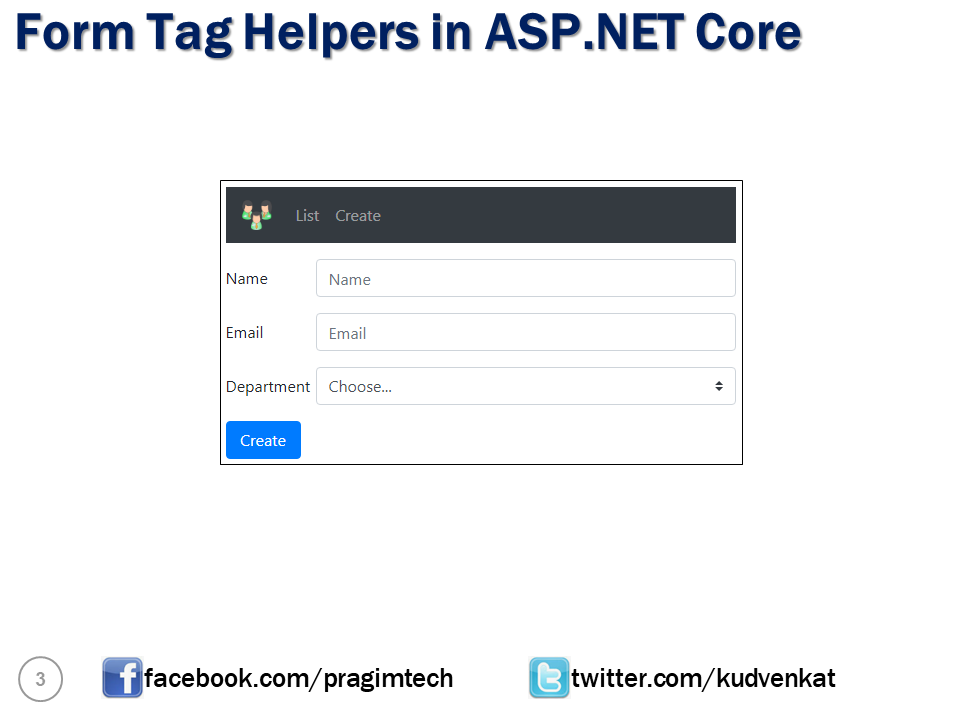 Form Tag Helpers in ASP.NET Core
List Create
Name Name
Email Email
Department Choose...
Create
3 facebook.com/pragimtech twitter.com/kudvenkat